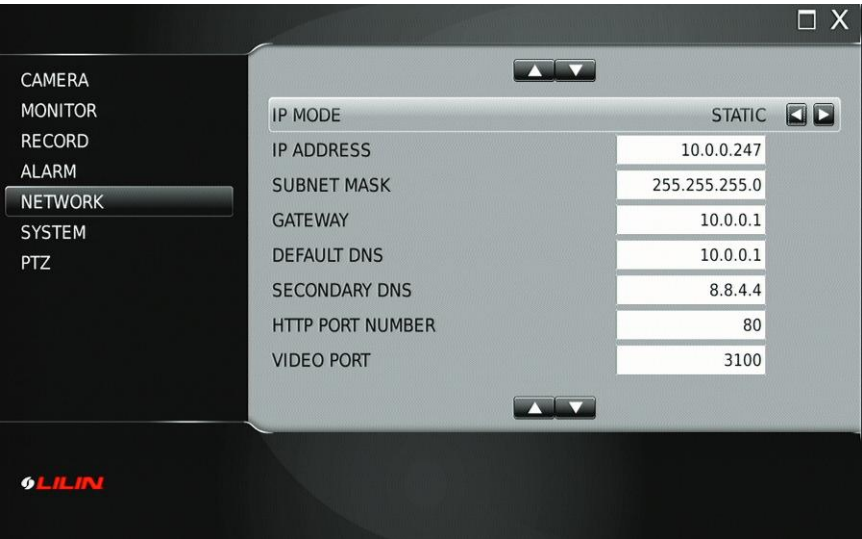 X
CAMERA
MONITOR
RECORD
ALARM
NETWORK
SYSTEM
PTZ
IP MODE STATIC
IP ADDRESS 10.0.0.247
SUBNET MASK 255.255.255.0
GATEWAY 10.0.0.1
DEFAULT DNS 10.0.0.1
SECONDARY DNS 8.8.4.4
HTTP PORT NUMBER 80
VIDEO PORT 3100
LILIN